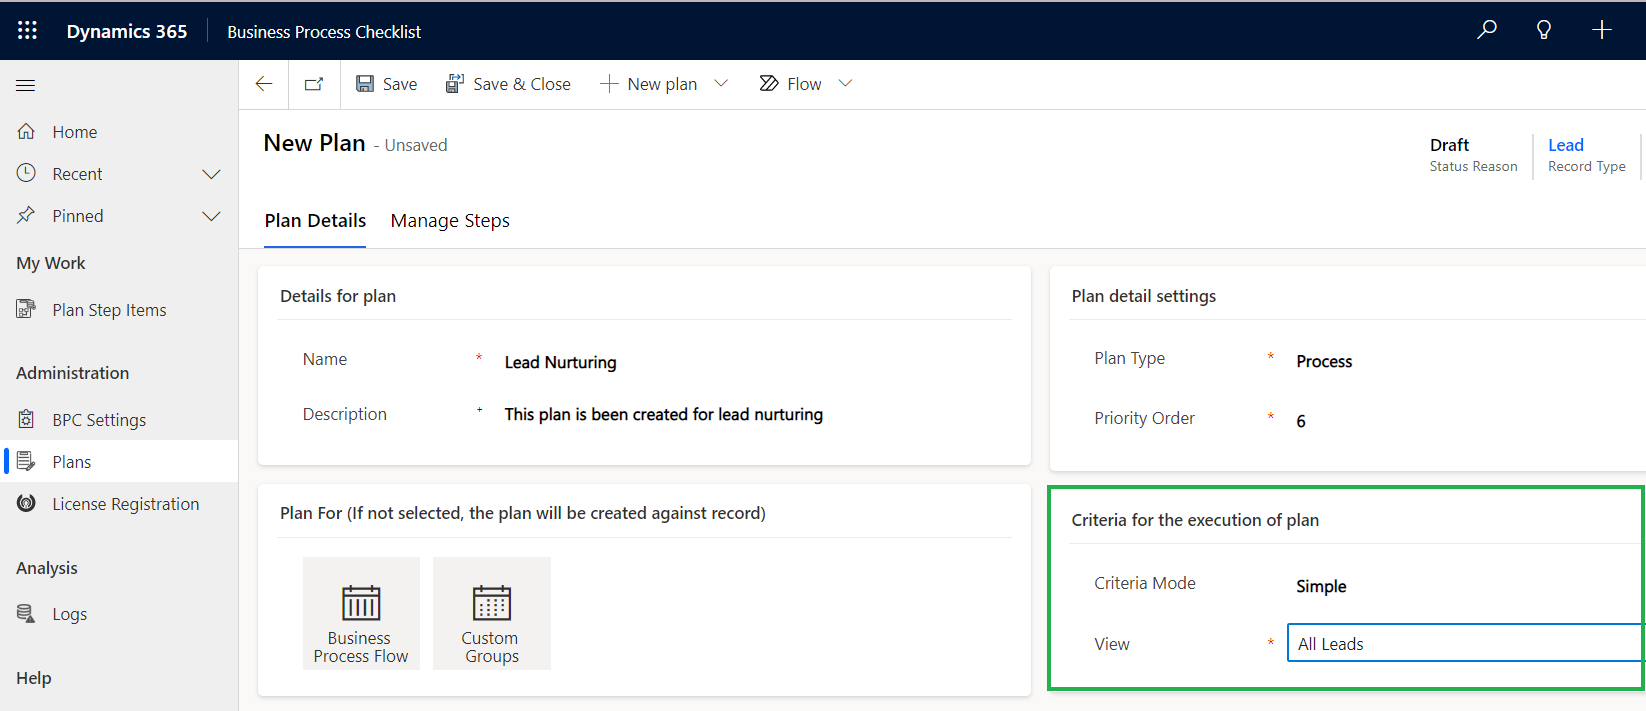 Dynamics 365
Business Process Checklist
Save
Save & Close
New plan
Flow
Home
Recent
Pinned
My Work
Plan Step Items
Administration
BPC Settings
Plans
License Registration
Analysis
Logs
Help
New Plan - Unsaved
Draft
Status Reason
Lead
Record Type
Plan Details
Manage Steps
Details for plan
Name * Lead Nurturing
Description + This plan is been created for lead nurturing
Plan detail settings
Plan Type * Process
Priority Order * 6
Plan For (If not selected, the plan will be created against record)
Business
Process Flow
Custom
Groups
Criteria for the execution of plan
Criteria Mode Simple
View * All Leads